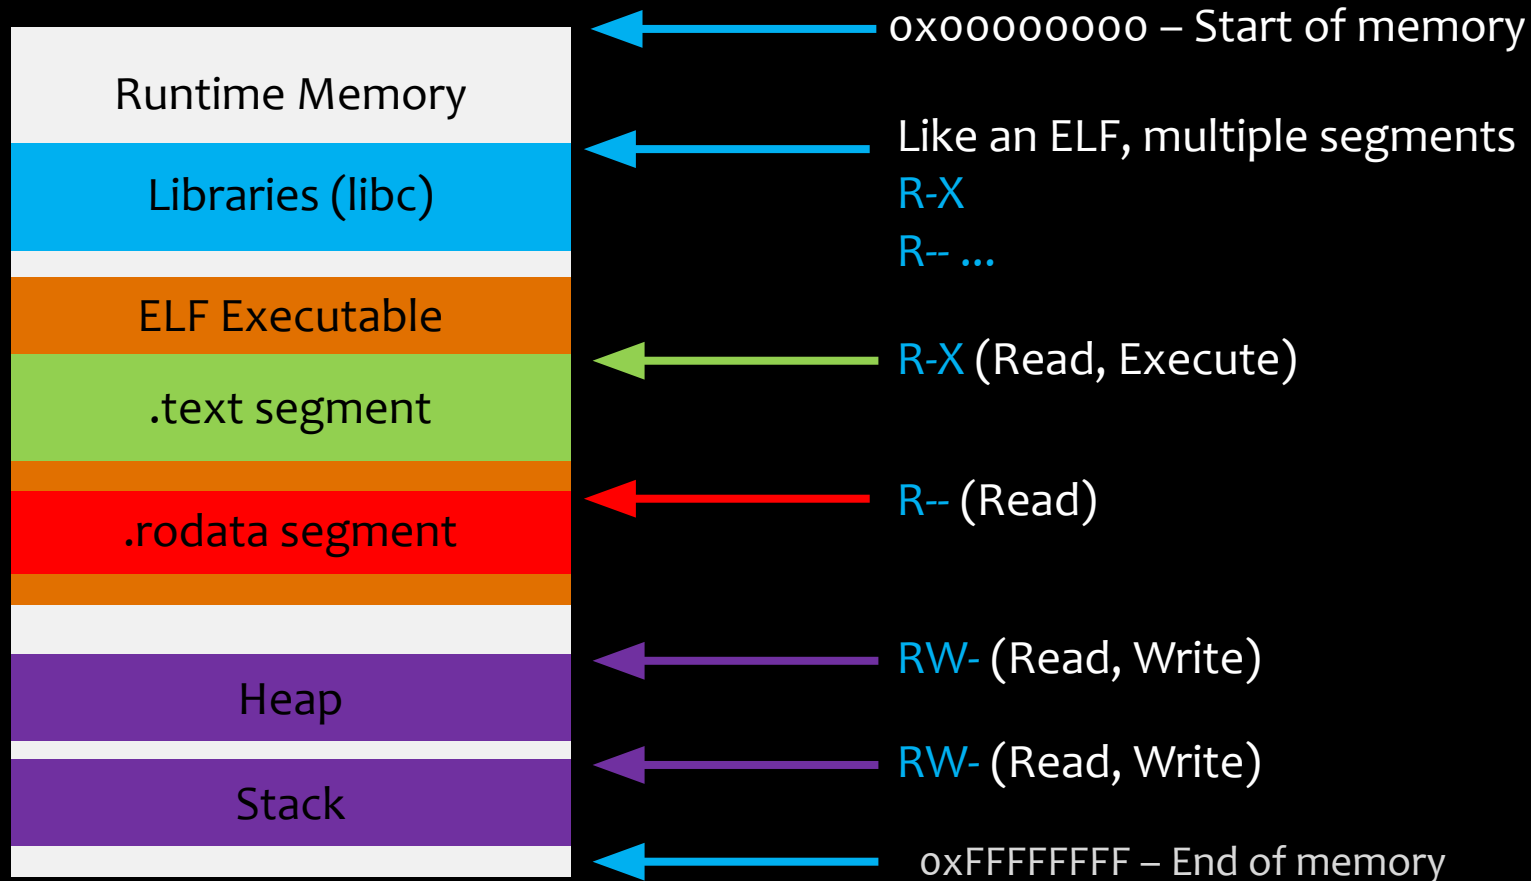 0x00000000 – Start of memory
Runtime Memory
Like an ELF, multiple segments
Libraries (libc)
R-X
R-- ...
ELF Executable
R-X (Read, Execute)
.text segment
R-- (Read)
.rodata segment
RW- (Read, Write)
Heap
RW- (Read, Write)
Stack
0xFFFFFFFF – End of memory